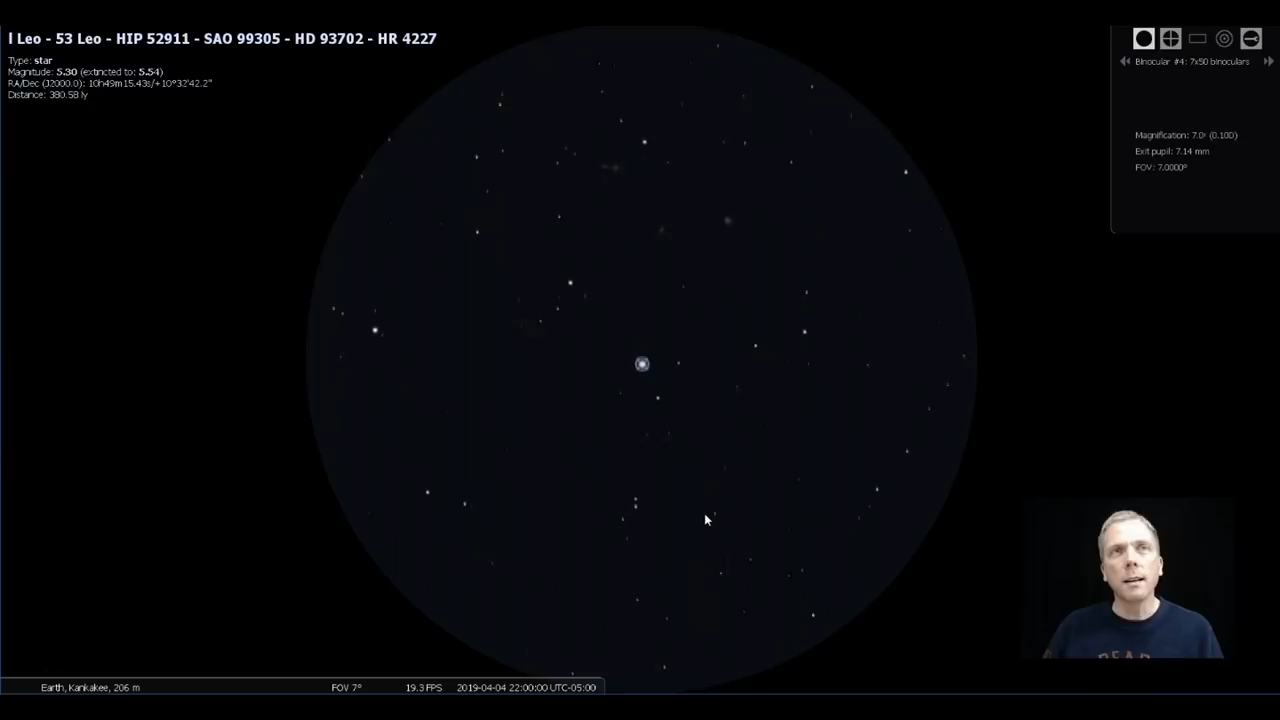 l Leo - 53 Leo - HIP 52911 - SAO 99305 - HD 93702 - HR 4227
Type: star
Magnitude: 5.30 (extincted to: 5.54)
RA/Dec (J2000.0): 10h49m15.43s/+10°32'42.2"
Distance: 380.58 ly
Binocular #4: 7x50 binoculars
Magnification: 7.0× (0.10D)
Exit pupil: 7.14 mm
FOV: 7.0000°
Earth, Kankakee, 206 m
FOV 7°
19.3 FPS
2019-04-04 22:00:00 UTC-05:00